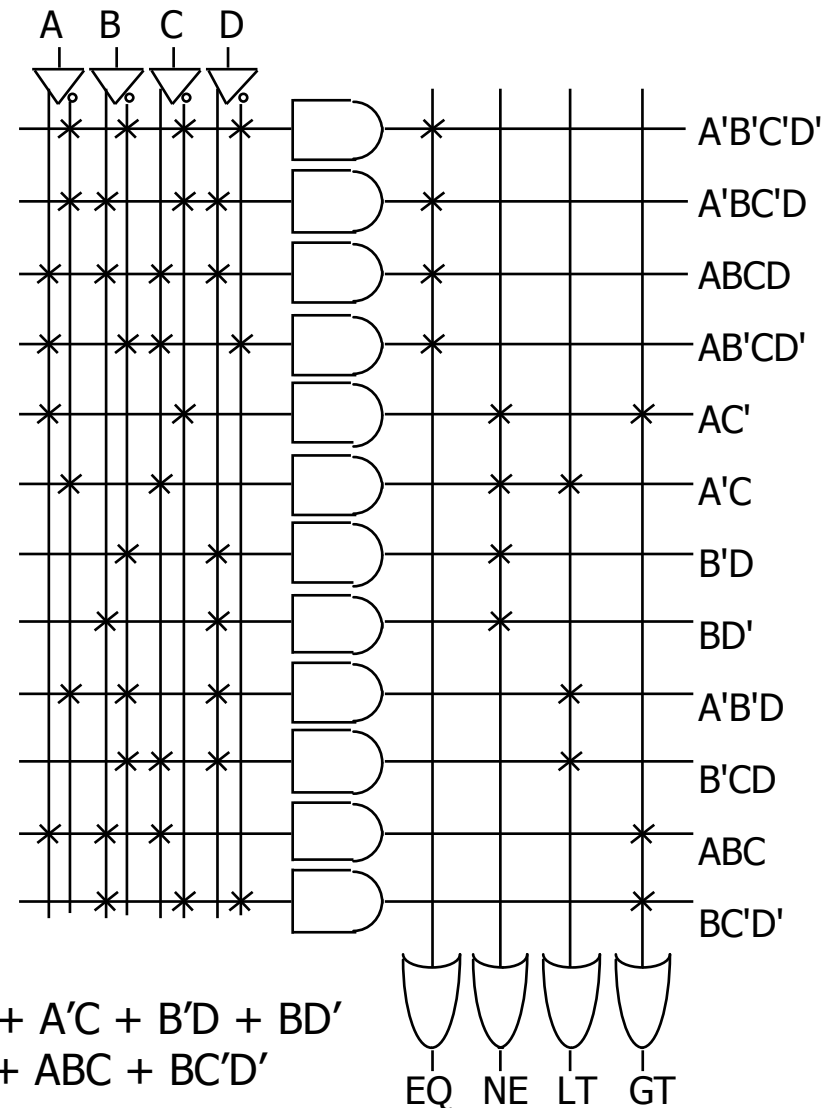 A B C D
A'B'C'D'
A'BC'D
ABCD
AB'CD'
AC'
A'C
B'D
BD'
A'B'D
B'CD
ABC
BC'D'
+ A′C + B′D + BD′
+ ABC + BC′D′
EQ NE LT GT